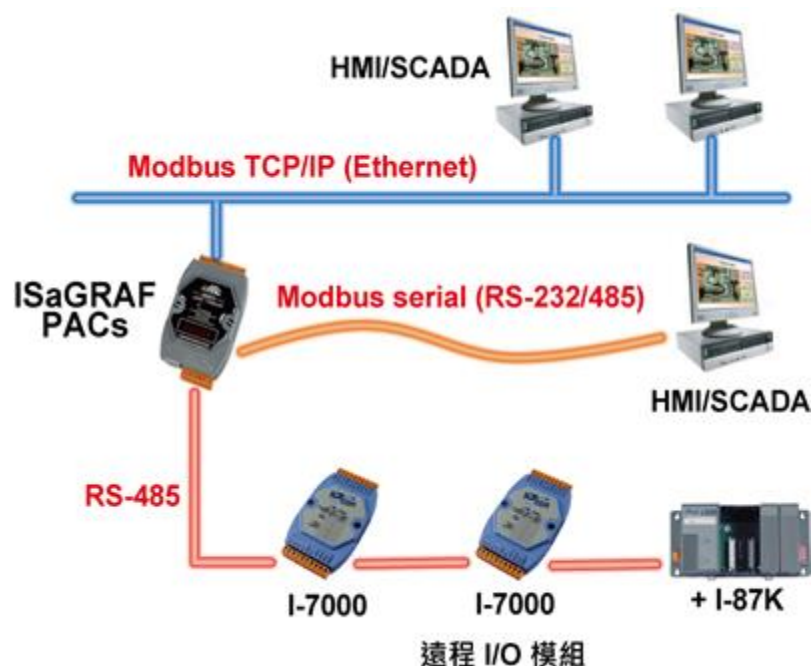 HMI/SCADA
Modbus TCP/IP (Ethernet)
ISaGRAF
PACs
Modbus serial (RS-232/485)
HMI/SCADA
RS-485
I-7000
I-7000
+ I-87K
遠程 I/O 模組